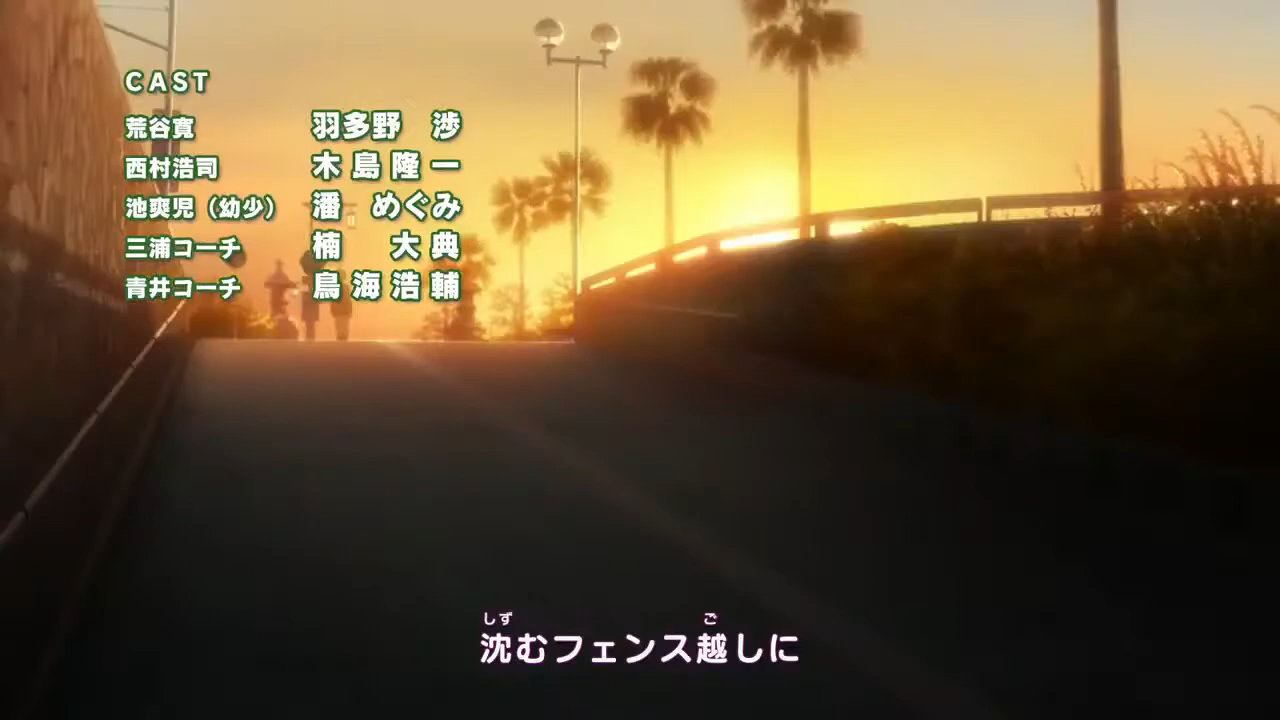 CAST
荒谷寛 羽多野 渉
西村浩司 木島隆一
池爽児（幼少） 潘 めぐみ
三浦コーチ 楠 大典
青井コーチ 鳥海浩輔
しず ご
沈むフェンス越しに